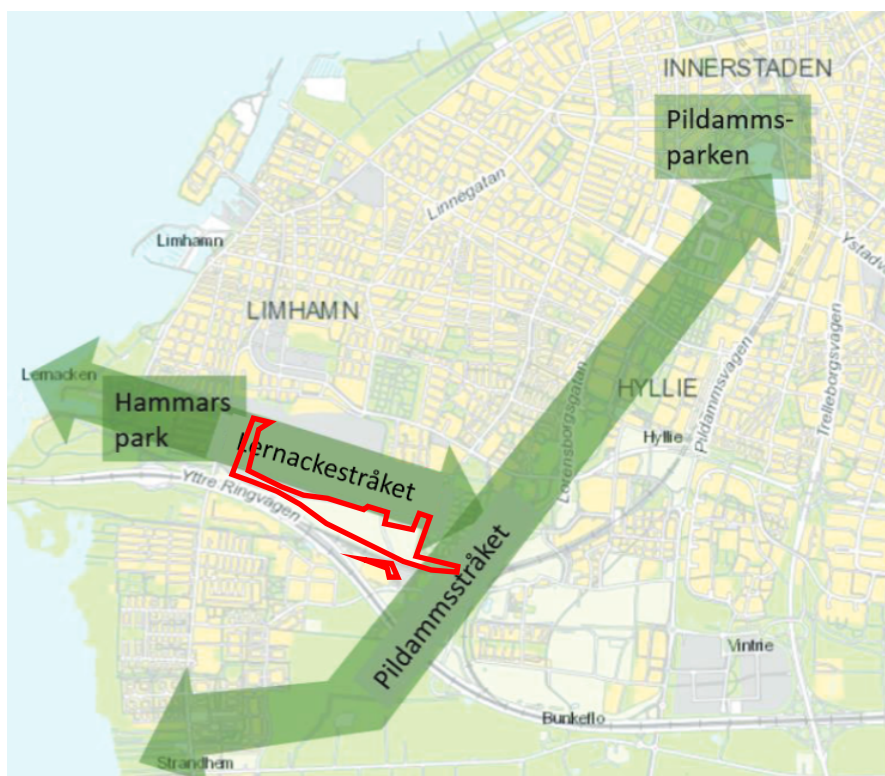 INNERSTADEN
Pildamms-
parken
Linnégatan
Limhamn
Ystadv
LIMHAMN
Trelleborgsvägen
Pildammsvägen
Lernacken
HYLLIE
Hammars
park
Lorensborgsgatan
Hyllie
Lernackestråket
Yttre Ringvägen
Pildammsstråket
Vintrie
Bunkeflo
Strandhem